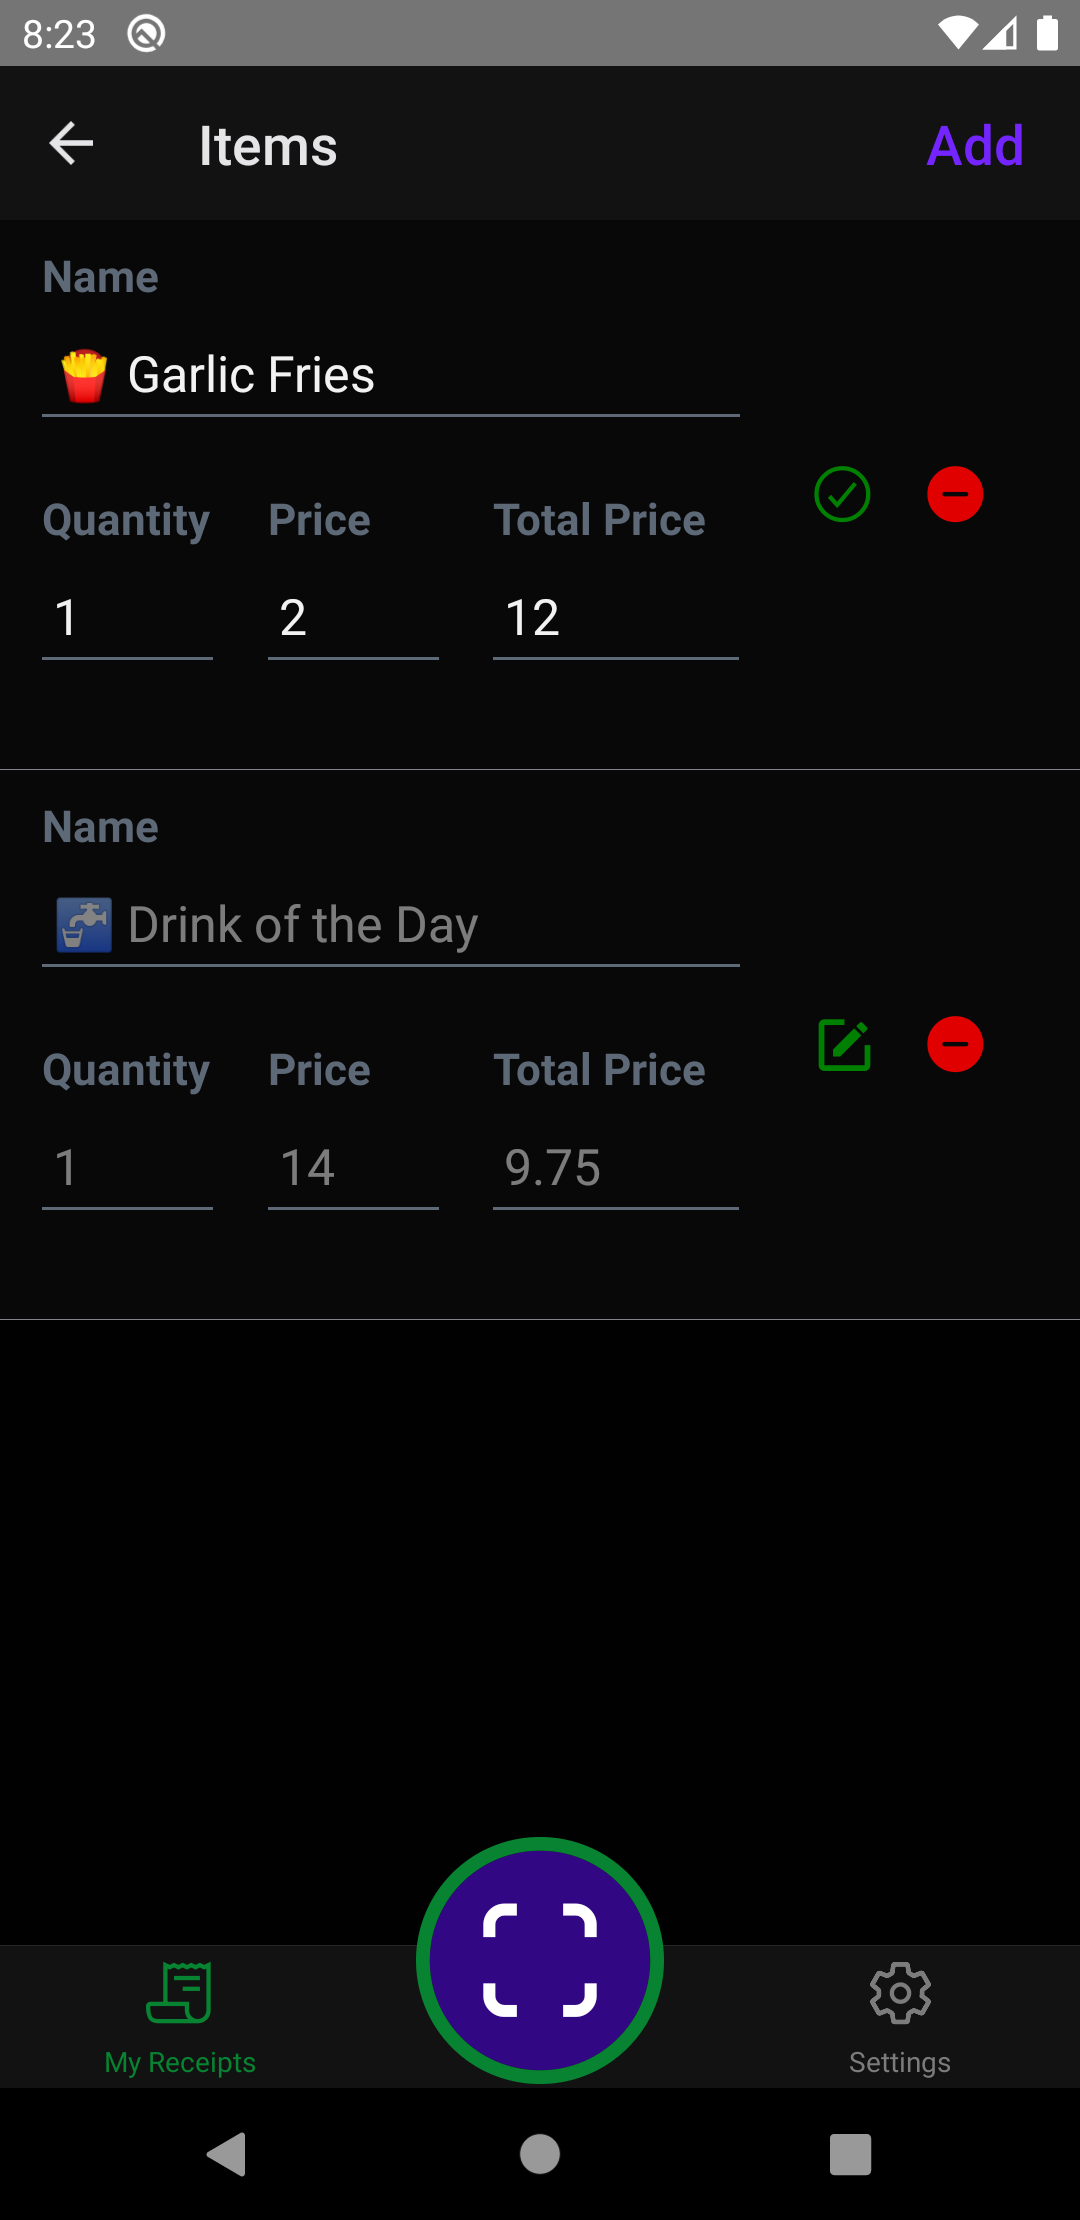 8:23
Items Add
Name
🍟 Garlic Fries
Quantity Price Total Price
1 2 12
Name
🚰 Drink of the Day
Quantity Price Total Price
1 14 9.75
My Receipts Settings